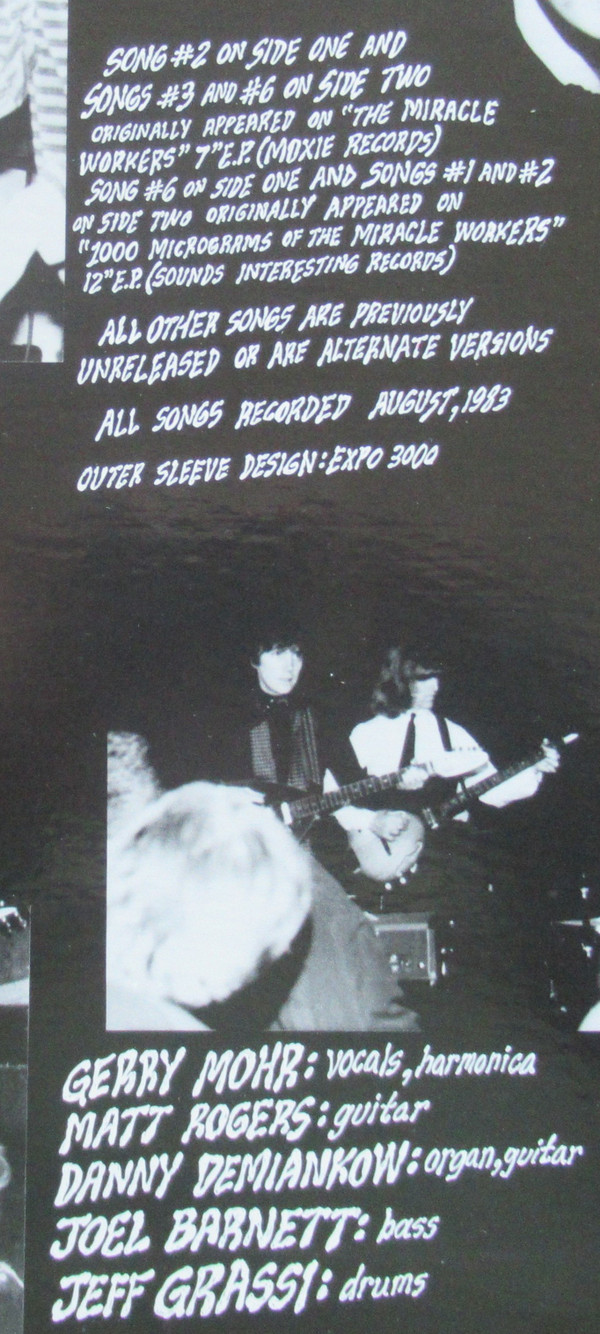 SONG #2 ON SIDE ONE AND
SONGS #3 AND #6 ON SIDE TWO
ORIGINALLY APPEARED ON "THE MIRACLE
WORKERS" 7"E.P. (MOXIE RECORDS)
SONG #6 ON SIDE ONE AND SONGS #1 AND #2
ON SIDE TWO ORIGINALLY APPEARED ON
"1000 MICROGRAMS OF THE MIRACLE WORKERS"
12"E.P. (SOUNDS INTERESTING RECORDS)
ALL OTHER SONGS ARE PREVIOUSLY
UNRELEASED OR ARE ALTERNATE VERSIONS
ALL SONGS RECORDED AUGUST, 1983
OUTER SLEEVE DESIGN: EXPO 3000
GERRY MOHR: vocals, harmonica
MATT ROGERS: guitar
DANNY DEMIANKOW: organ, guitar
JOEL BARNETT: bass
JEFF GRASSI: drums